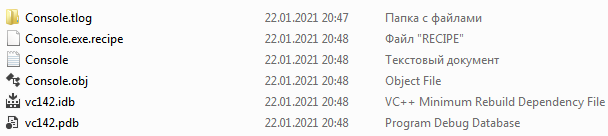 Console.tlog 22.01.2021 20:47 Папка с файлами
Console.exe.recipe 22.01.2021 20:48 Файл "RECIPE"
Console 22.01.2021 20:48 Текстовый документ
Console.obj 22.01.2021 20:48 Object File
vc142.idb 22.01.2021 20:48 VC++ Minimum Rebuild Dependency File
vc142.pdb 22.01.2021 20:48 Program Debug Database